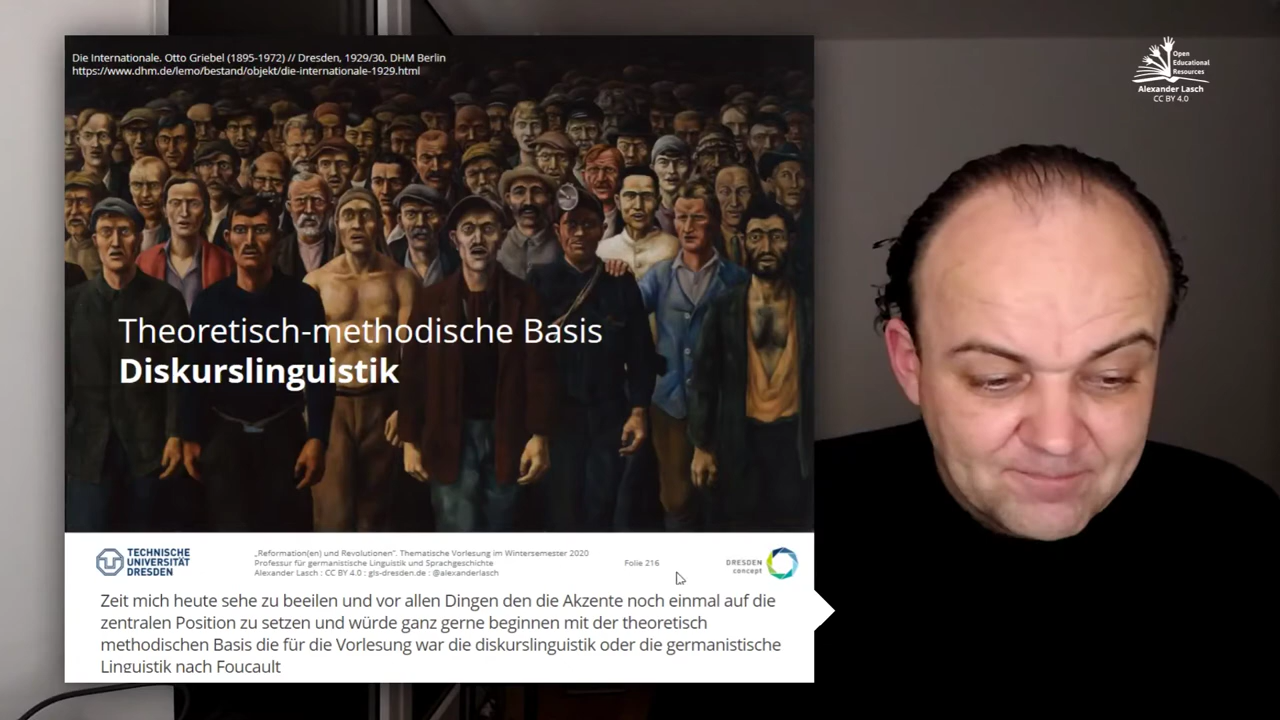 Die Internationale. Otto Griebel (1895-1972) // Dresden, 1929/30. DHM Berlin
https://www.dhm.de/lemo/bestand/objekt/die-internationale-1929.html
Open
Educational
Resources
Alexander Lasch
CC BY 4.0
Theoretisch-methodische Basis
Diskurslinguistik
TECHNISCHE
UNIVERSITÄT
DRESDEN
„Reformation(en) und Revolutionen". Thematische Vorlesung im Wintersemester 2020
Professur für germanistische Linguistik und Sprachgeschichte
Alexander Lasch : CC BY 4.0 : gls-dresden.de : @alexanderlasch
Folie 216
DRESDEN
concept
Zeit mich heute sehe zu beeilen und vor allen Dingen den die Akzente noch einmal auf die
zentralen Position zu setzen und würde ganz gerne beginnen mit der theoretisch
methodischen Basis die für die Vorlesung war die diskurslinguistik oder die germanistische
Linguistik nach Foucault